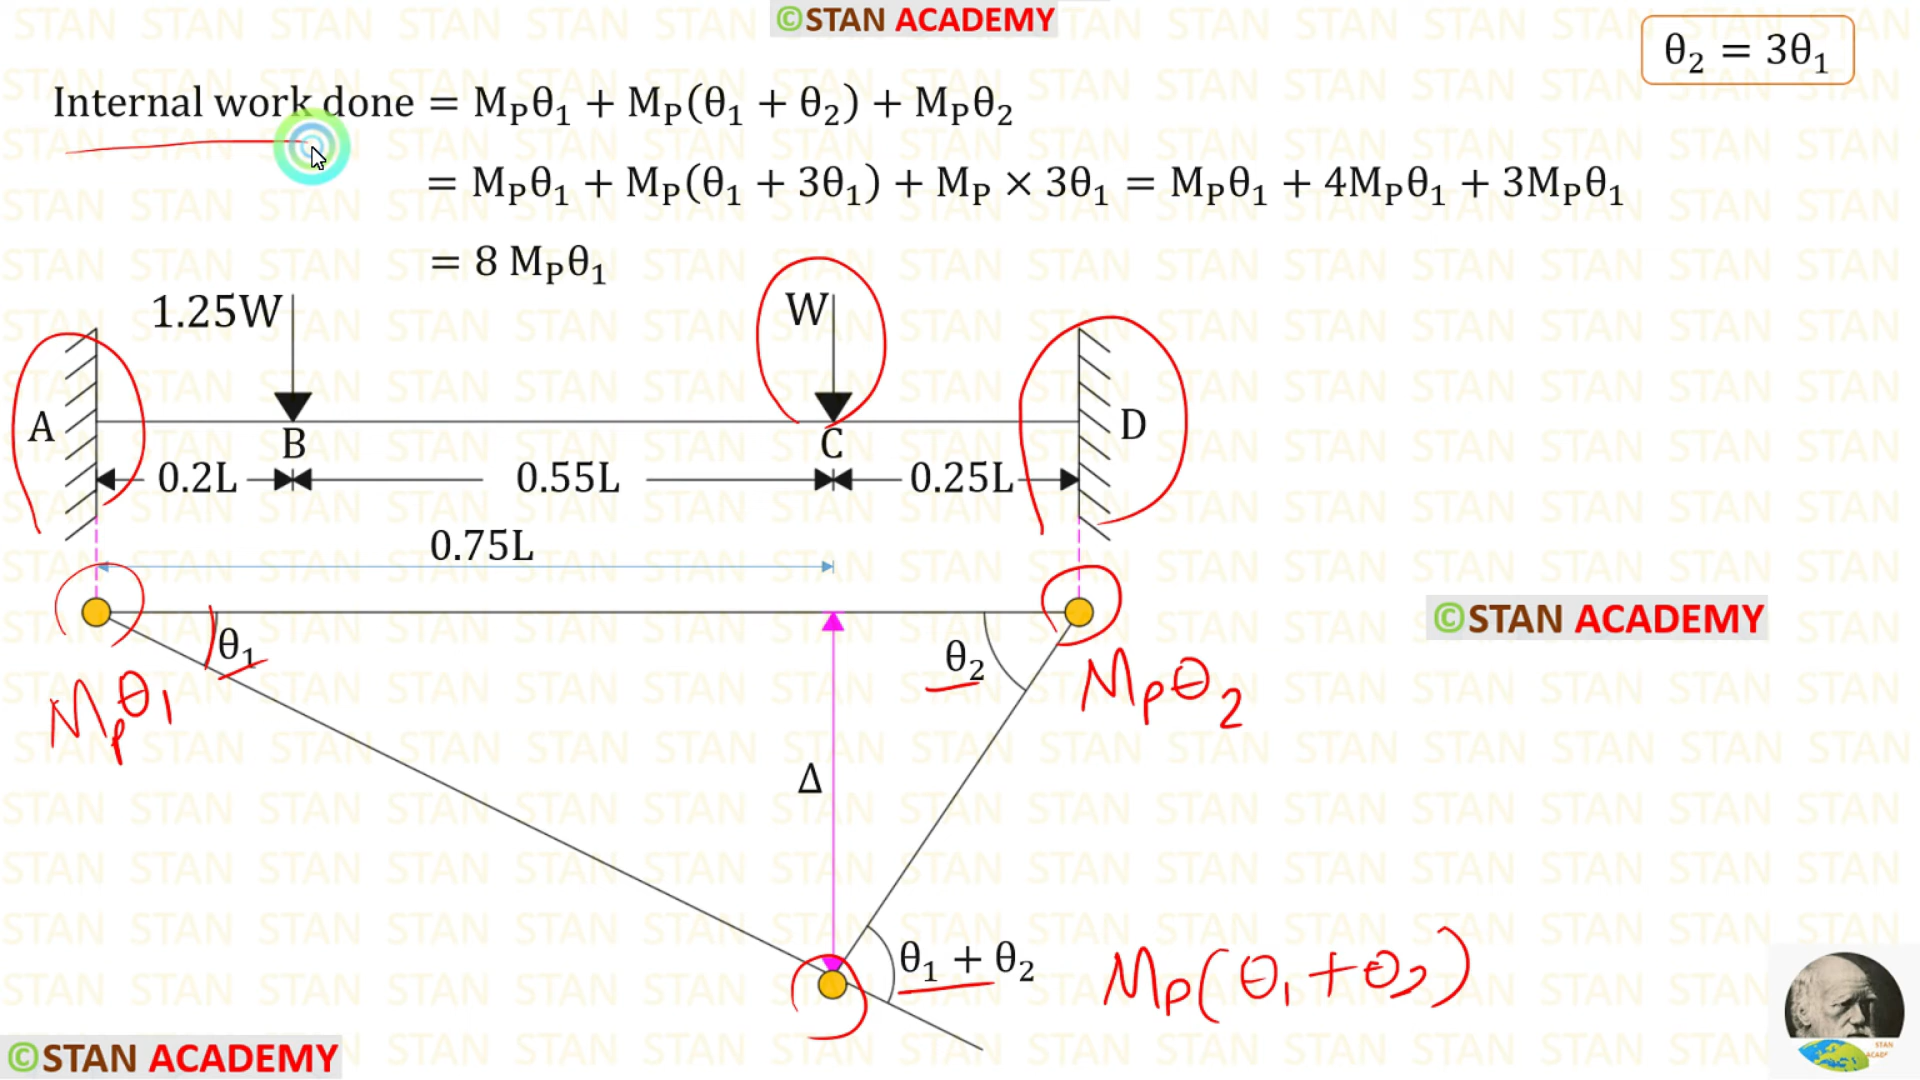 ©STAN ACADEMY
θ₂ = 3θ₁
Internal work done = M_Pθ₁ + M_P(θ₁ + θ₂) + M_Pθ₂
= M_Pθ₁ + M_P(θ₁ + 3θ₁) + M_P × 3θ₁ = M_Pθ₁ + 4M_Pθ₁ + 3M_Pθ₁
= 8 M_Pθ₁
1.25W W
A B C D
0.2L 0.55L 0.25L
0.75L
©STAN ACADEMY
θ₁ θ₂
M_Pθ₁ M_Pθ₂
Δ
θ₁ + θ₂ M_P(θ₁+θ₂)
©STAN ACADEMY
STAN